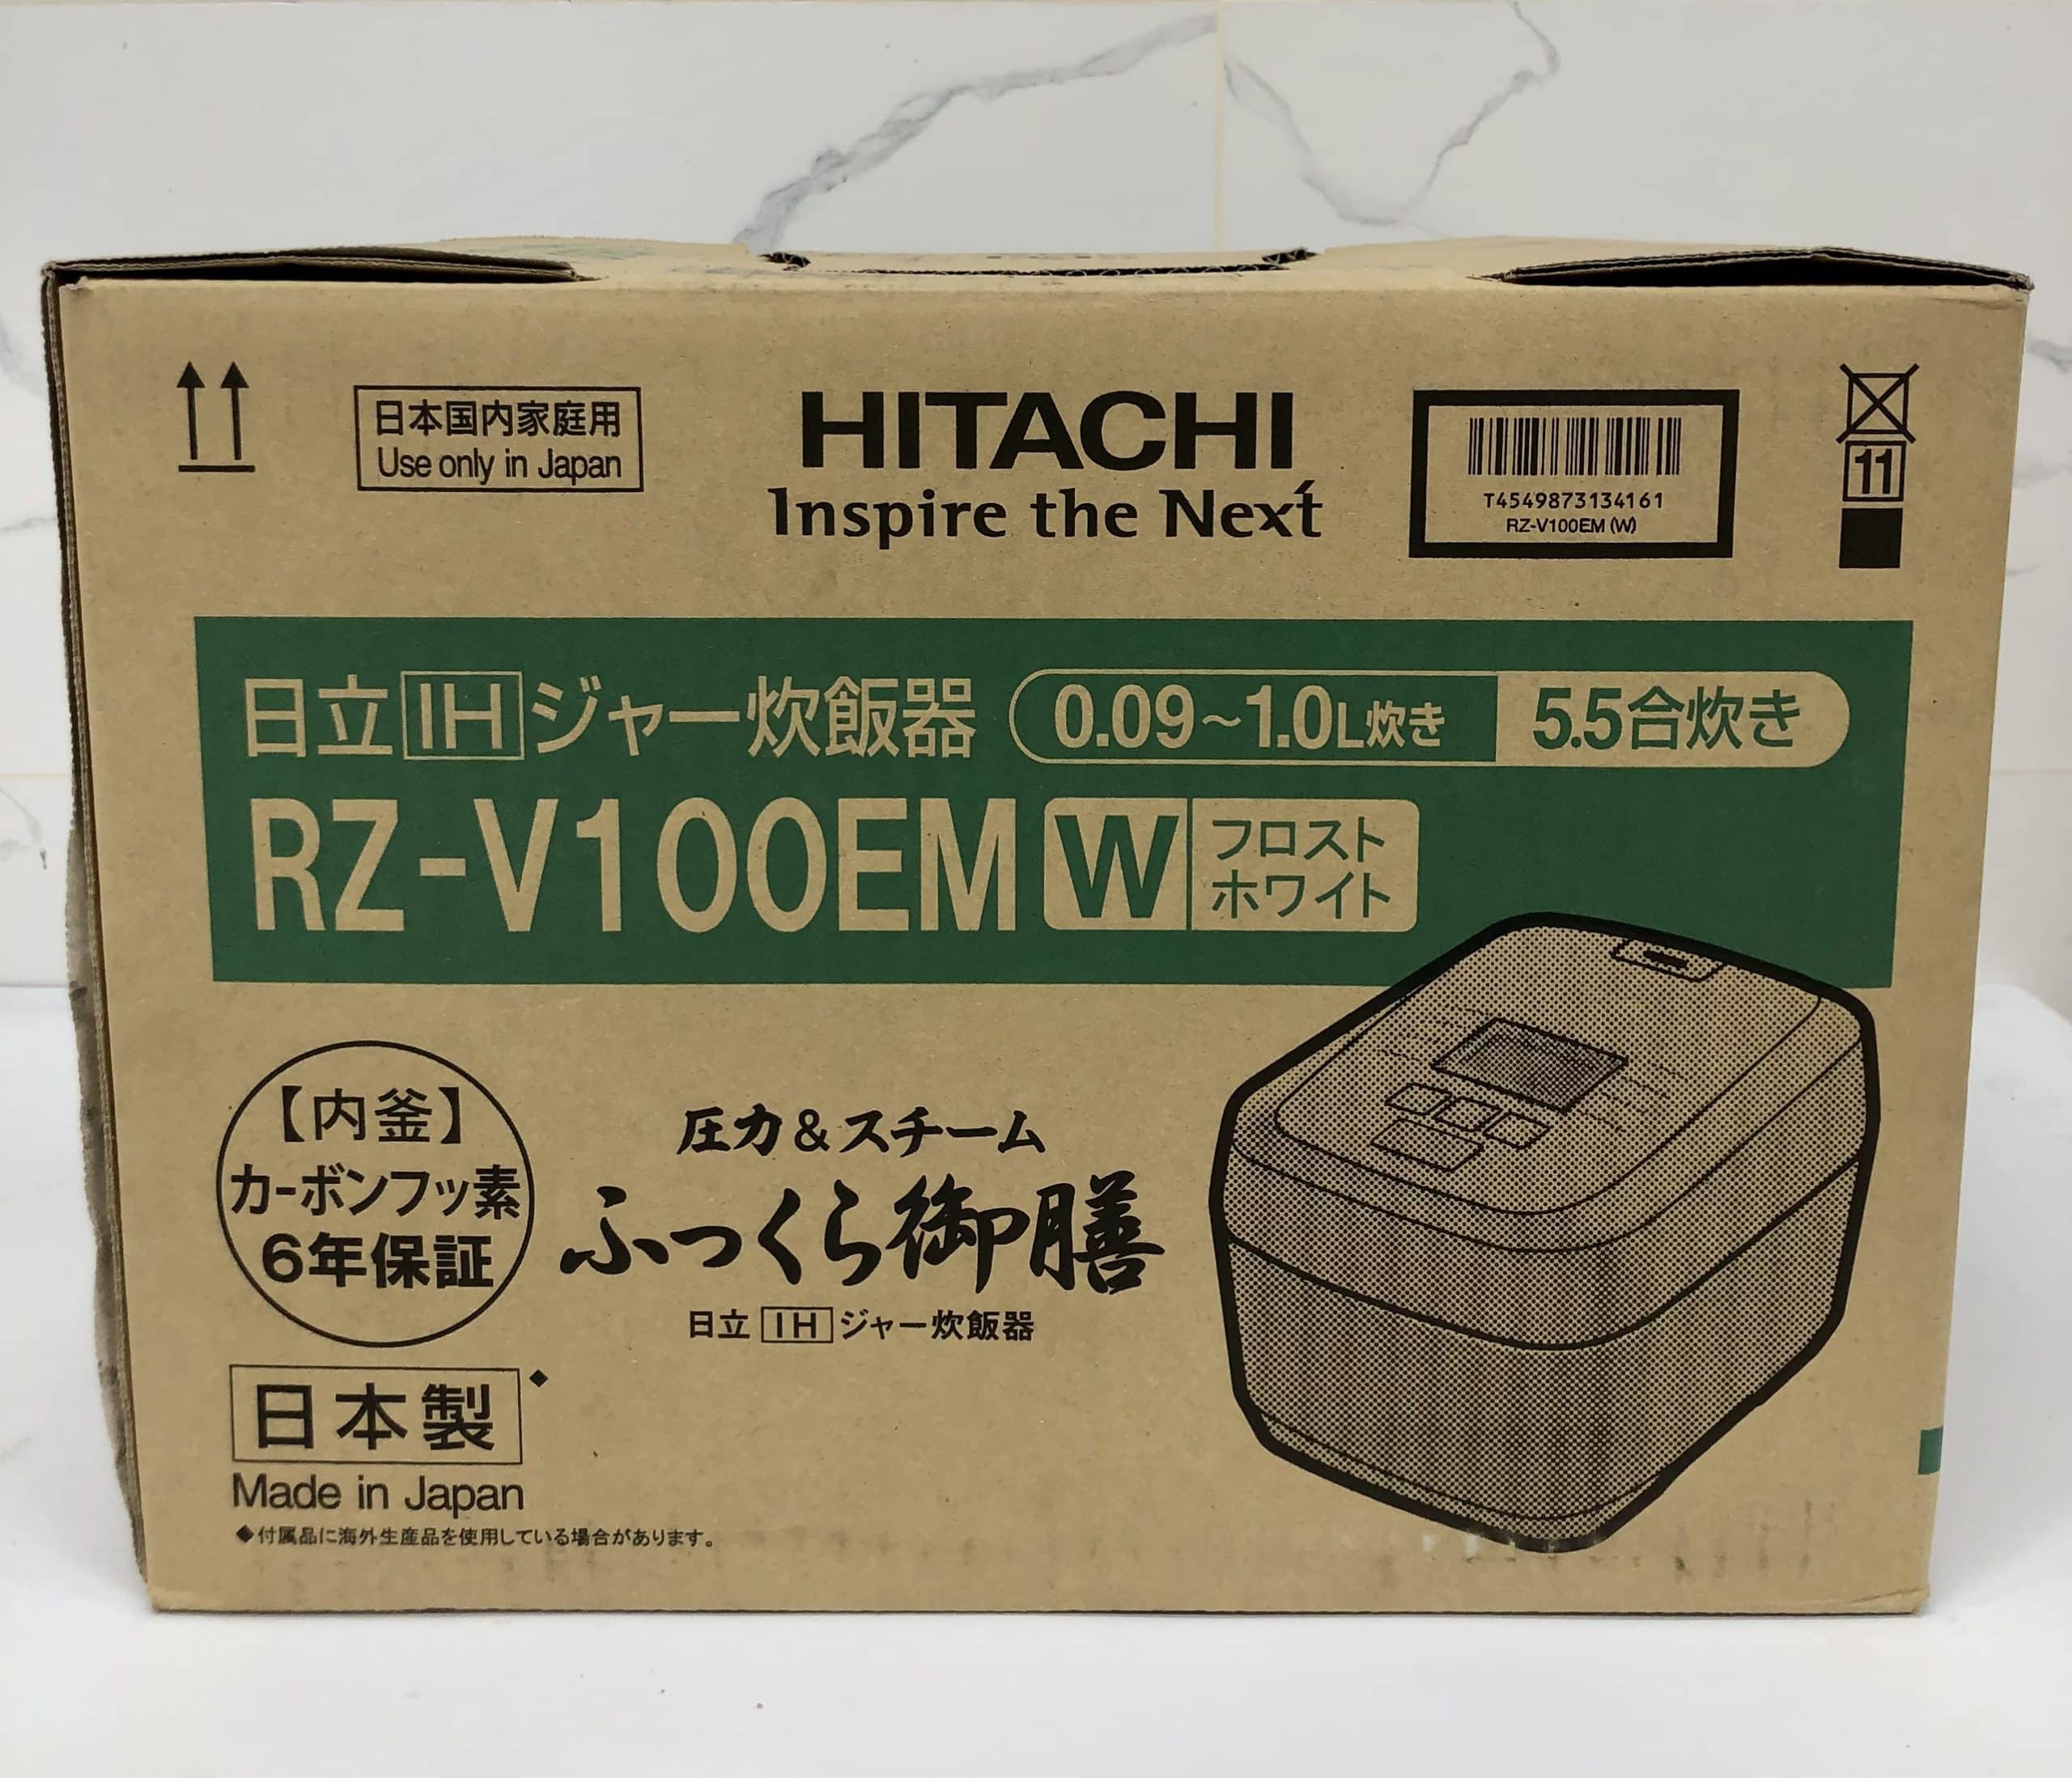 日本国内家庭用
Use only in Japan
HITACHI
Inspire the Next
T4549873134161
RZ-V100EM (W)
11
日立IHジャー炊飯器
0.09~1.0L炊き 5.5合炊き
RZ-V100EM W
フロスト
ホワイト
【内釜】
カーボンフッ素
6年保証
圧力&スチーム
ふっくら御膳
日立IHジャー炊飯器
日本製◆
Made in Japan
◆付属品に海外生産品を使用している場合があります。